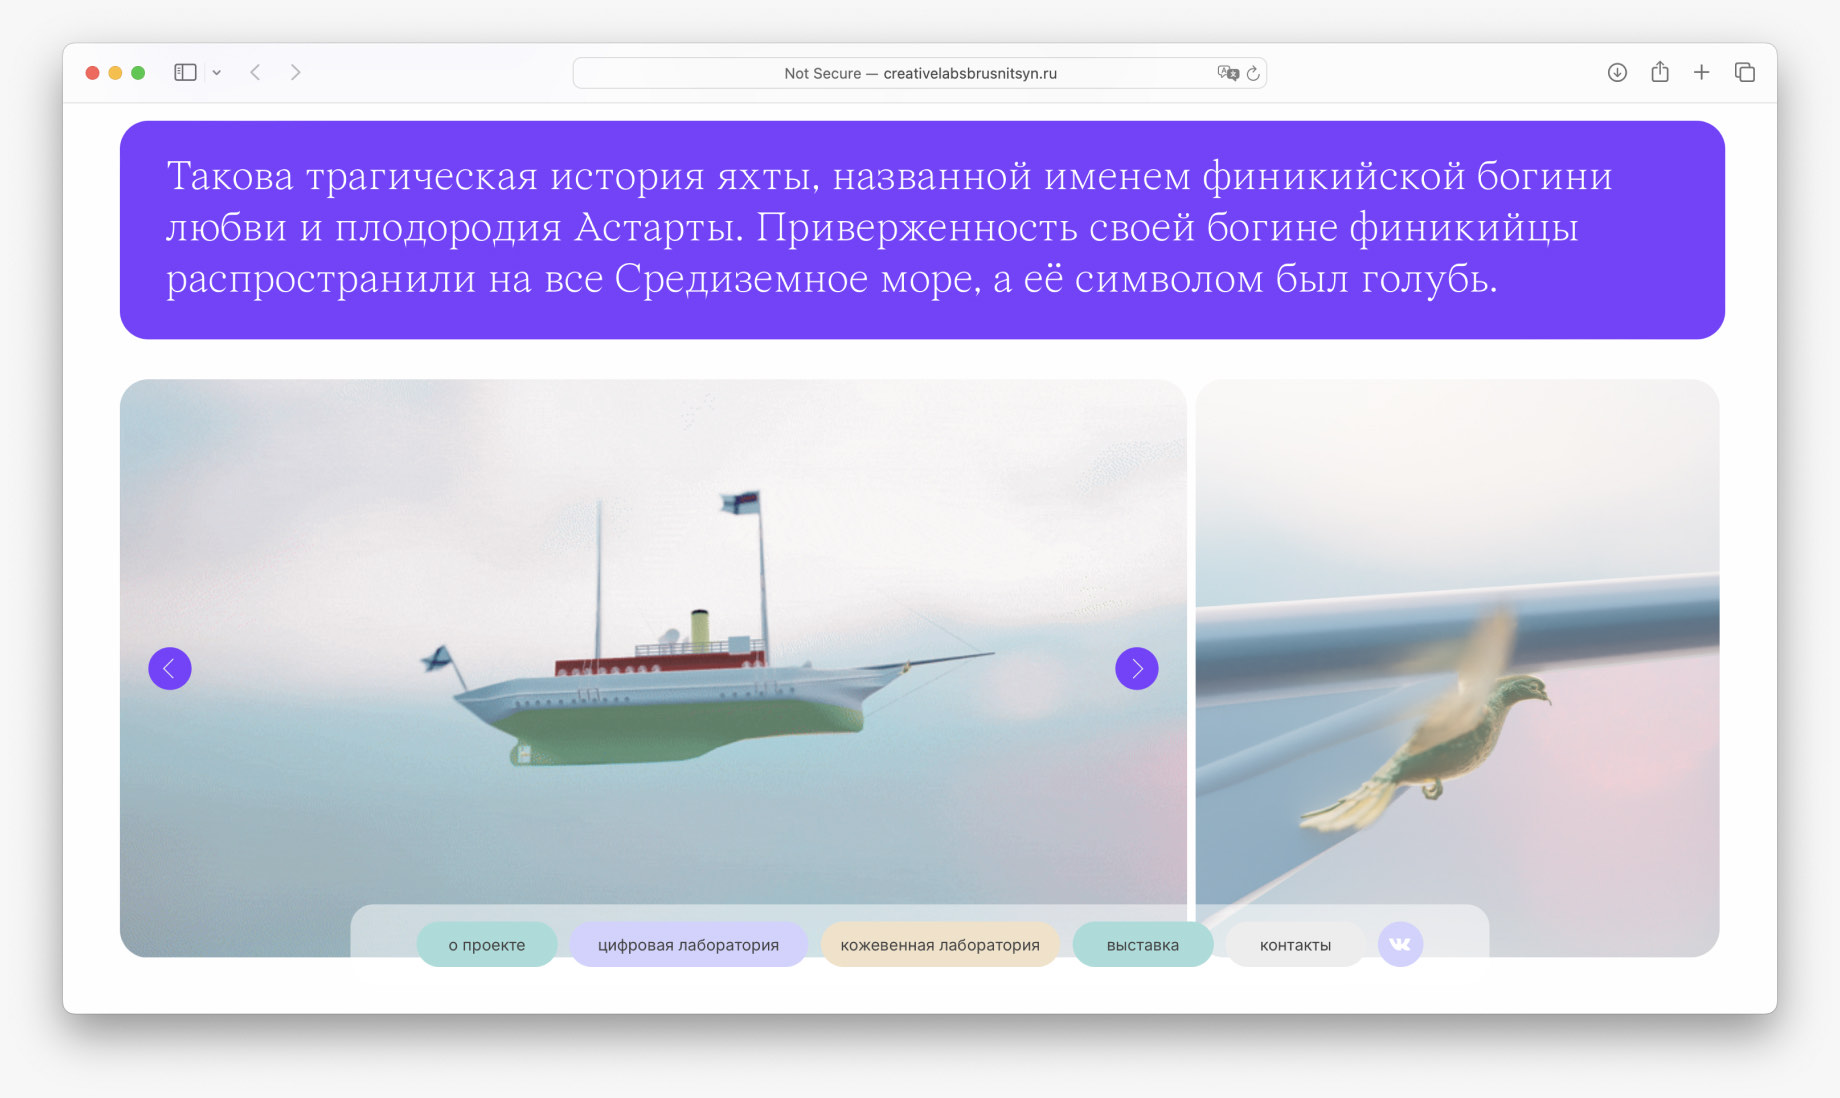 Not Secure — creativelabsbrusnitsyn.ru
Такова трагическая история яхты, названной именем финикийской богини
любви и плодородия Астарты. Приверженность своей богине финикийцы
распространили на все Средиземное море, а её символом был голубь.
о проекте
цифровая лаборатория
кожевенная лаборатория
выставка
контакты